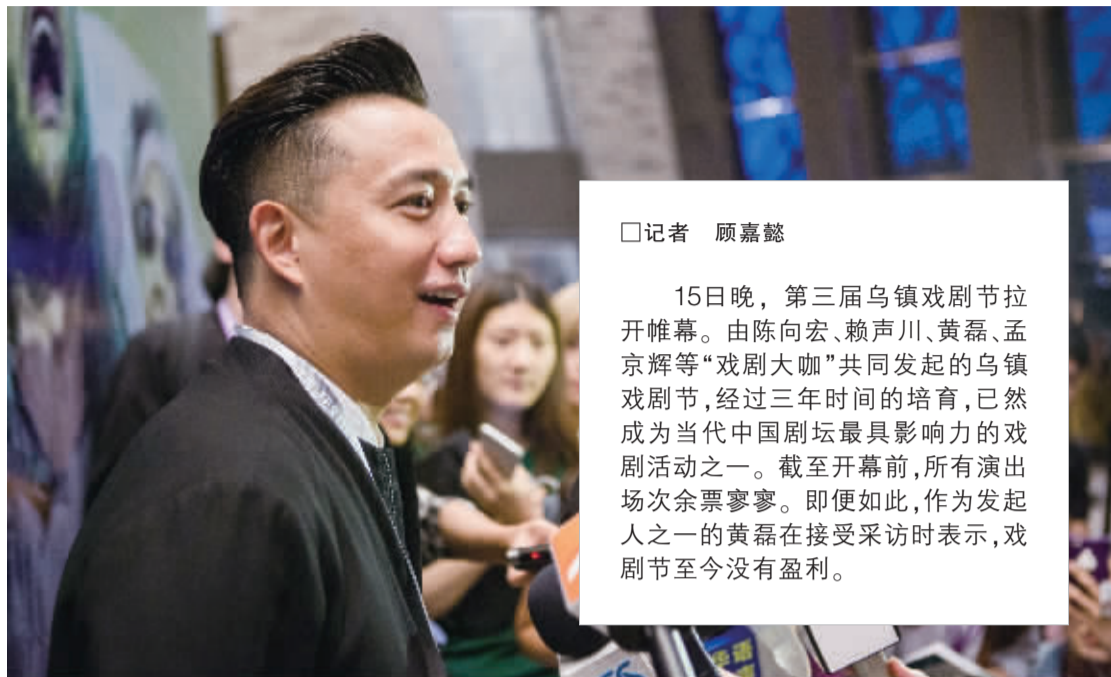 □记者　顾嘉懿
15日晚，第三届乌镇戏剧节拉
开帷幕。由陈向宏、赖声川、黄磊、孟
京辉等“戏剧大咖”共同发起的乌镇
戏剧节，经过三年时间的培育，已然
成为当代中国剧坛最具影响力的戏
剧活动之一。截至开幕前，所有演出
场次余票寥寥。即便如此，作为发起
人之一的黄磊在接受采访时表示，戏
剧节至今没有盈利。
华语